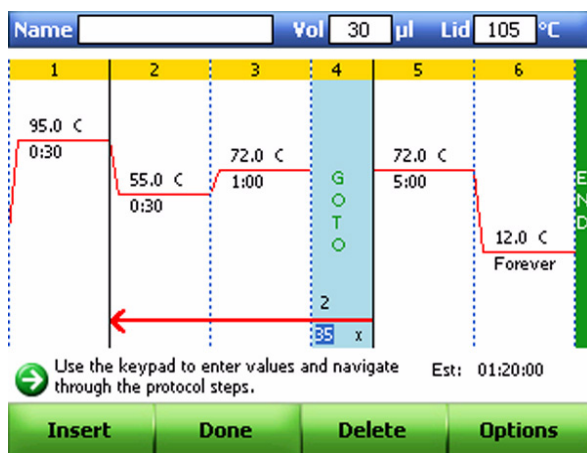 Name Vol 30 µl Lid 105 °C
1 2 3 4 5 6
95.0 C
0:30
55.0 C
0:30
72.0 C
1:00
GOTO
2
35 x
72.0 C
5:00
12.0 C
Forever
END
Use the keypad to enter values and navigate
through the protocol steps.
Est: 01:20:00
Insert Done Delete Options